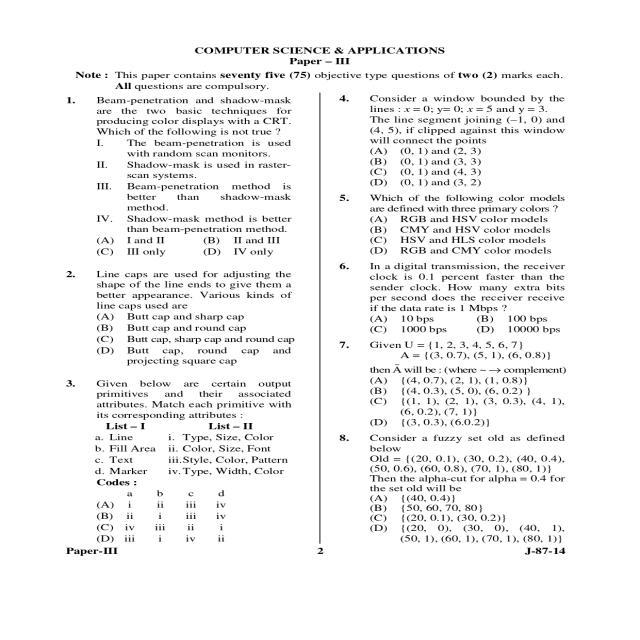 COMPUTER SCIENCE & APPLICATIONS
Paper – III
Note : This paper contains seventy five (75) objective type questions of two (2) marks each.
All questions are compulsory.
1. Beam-penetration and shadow-mask
are the two basic techniques for
producing color displays with a CRT.
Which of the following is not true ?
I. The beam-penetration is used
with random scan monitors.
II. Shadow-mask is used in raster-
scan systems.
III. Beam-penetration method is
better than shadow-mask
method.
IV. Shadow-mask method is better
than beam-penetration method.
(A) I and II (B) II and III
(C) III only (D) IV only
2. Line caps are used for adjusting the
shape of the line ends to give them a
better appearance. Various kinds of
line caps used are
(A) Butt cap and sharp cap
(B) Butt cap and round cap
(C) Butt cap, sharp cap and round cap
(D) Butt cap, round cap and
projecting square cap
3. Given below are certain output
primitives and their associated
attributes. Match each primitive with
its corresponding attributes :
List – I List – II
a. Line i. Type, Size, Color
b. Fill Area ii. Color, Size, Font
c. Text iii. Style, Color, Pattern
d. Marker iv. Type, Width, Color
Codes :
a b c d
(A) i ii iii iv
(B) ii i iii iv
(C) iv iii ii i
(D) iii i iv ii
4. Consider a window bounded by the
lines : x = 0; y= 0; x = 5 and y = 3.
The line segment joining (–1, 0) and
(4, 5), if clipped against this window
will connect the points
(A) (0, 1) and (2, 3)
(B) (0, 1) and (3, 3)
(C) (0, 1) and (4, 3)
(D) (0, 1) and (3, 2)
5. Which of the following color models
are defined with three primary colors ?
(A) RGB and HSV color models
(B) CMY and HSV color models
(C) HSV and HLS color models
(D) RGB and CMY color models
6. In a digital transmission, the receiver
clock is 0.1 percent faster than the
sender clock. How many extra bits
per second does the receiver receive
if the data rate is 1 Mbps ?
(A) 10 bps (B) 100 bps
(C) 1000 bps (D) 10000 bps
7. Given U = {1, 2, 3, 4, 5, 6, 7}
A = {(3, 0.7), (5, 1), (6, 0.8)}
then Ã will be : (where ~ → complement)
(A) {(4, 0.7), (2, 1), (1, 0.8)}
(B) {(4, 0.3), (5, 0), (6, 0.2) }
(C) {(1, 1), (2, 1), (3, 0.3), (4, 1),
(6, 0.2), (7, 1)}
(D) {(3, 0.3), (6.0.2)}
8. Consider a fuzzy set old as defined
below
Old = {(20, 0.1), (30, 0.2), (40, 0.4),
(50, 0.6), (60, 0.8), (70, 1), (80, 1)}
Then the alpha-cut for alpha = 0.4 for
the set old will be
(A) {(40, 0.4)}
(B) {50, 60, 70, 80}
(C) {(20, 0.1), (30, 0.2)}
(D) {(20, 0), (30, 0), (40, 1),
(50, 1), (60, 1), (70, 1), (80, 1)}
Paper-III 2 J-87-14